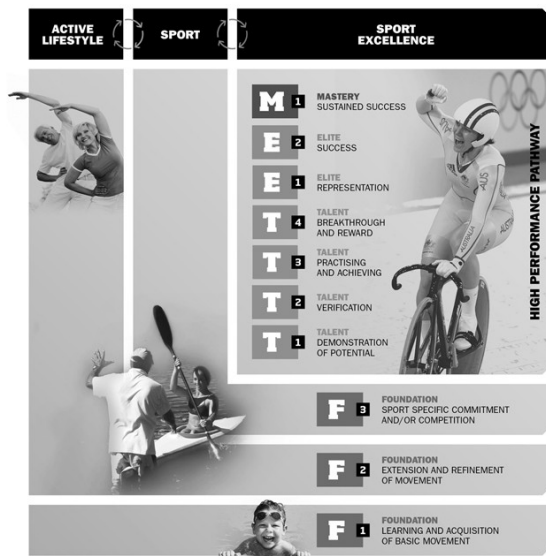 ACTIVE
LIFESTYLE
SPORT
SPORT
EXCELLENCE
M 1 MASTERY
SUSTAINED SUCCESS
E 2 ELITE
SUCCESS
E 1 ELITE
REPRESENTATION
T 4 TALENT
BREAKTHROUGH
AND REWARD
T 3 TALENT
PRACTISING
AND ACHIEVING
T 2 TALENT
VERIFICATION
T 1 TALENT
DEMONSTRATION
OF POTENTIAL
HIGH PERFORMANCE PATHWAY
AUS
AUSTRALIA
F 3 FOUNDATION
SPORT SPECIFIC COMMITMENT
AND/OR COMPETITION
F 2 FOUNDATION
EXTENSION AND REFINEMENT
OF MOVEMENT
F 1 FOUNDATION
LEARNING AND ACQUISITION
OF BASIC MOVEMENT